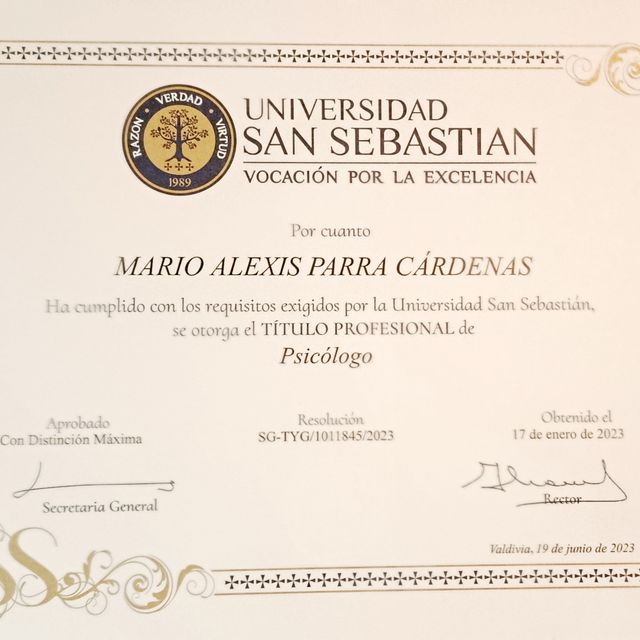 RAZÓN · VERDAD · VIRTUD
1989
UNIVERSIDAD
SAN SEBASTIAN
VOCACIÓN POR LA EXCELENCIA
Por cuanto
MARIO ALEXIS PARRA CÁRDENAS
Ha cumplido con los requisitos exigidos por la Universidad San Sebastián,
se otorga el TÍTULO PROFESIONAL de
Psicólogo
Aprobado
Con Distinción Máxima
Resolución
SG-TYG/1011845/2023
Obtenido el
17 de enero de 2023
Secretaria General
Rector
Valdivia, 19 de junio de 2023